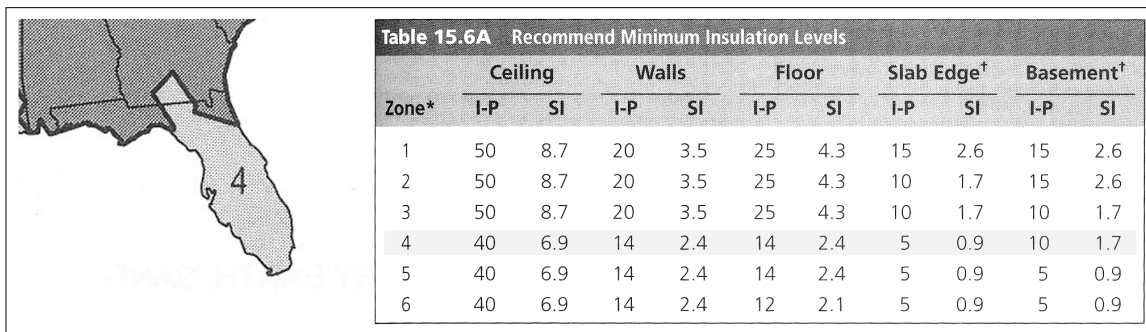 4
Table 15.6A Recommend Minimum Insulation Levels
Ceiling Walls Floor Slab Edge† Basement†
Zone* I-P SI I-P SI I-P SI I-P SI I-P SI
1 50 8.7 20 3.5 25 4.3 15 2.6 15 2.6
2 50 8.7 20 3.5 25 4.3 10 1.7 15 2.6
3 50 8.7 20 3.5 25 4.3 10 1.7 10 1.7
4 40 6.9 14 2.4 14 2.4 5 0.9 10 1.7
5 40 6.9 14 2.4 14 2.4 5 0.9 5 0.9
6 40 6.9 14 2.4 12 2.1 5 0.9 5 0.9